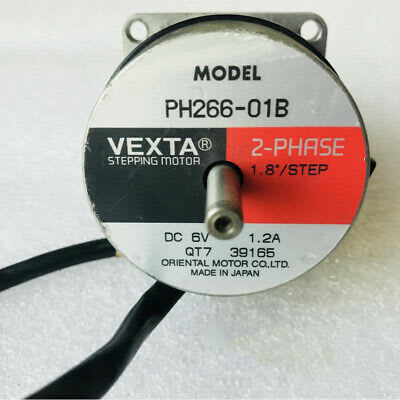 MODEL
PH266-01B
VEXTA® 2-PHASE
STEPPING MOTOR 1.8°/STEP
DC 6V 1.2A
QT7 39165
ORIENTAL MOTOR CO.,LTD.
MADE IN JAPAN